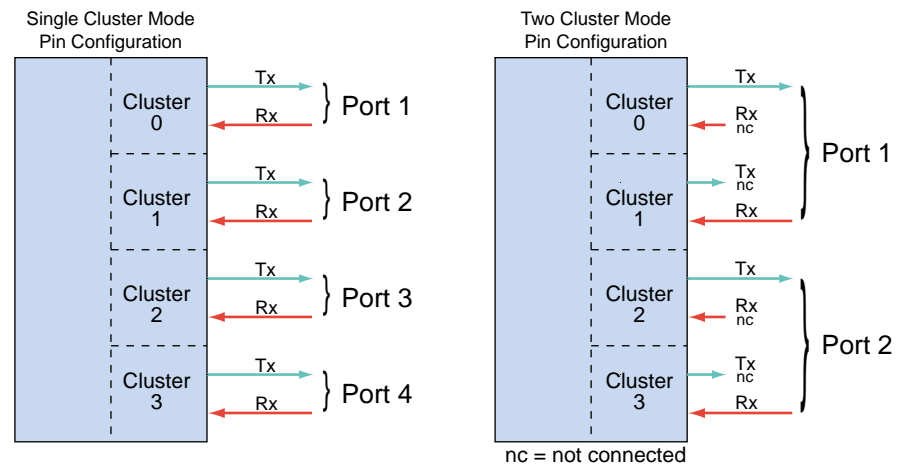 Single Cluster Mode
Pin Configuration
Cluster
0
Tx
Rx
Port 1
Cluster
1
Tx
Rx
Port 2
Cluster
2
Tx
Rx
Port 3
Cluster
3
Tx
Rx
Port 4
Two Cluster Mode
Pin Configuration
Cluster
0
Tx
Rx
nc
Cluster
1
Tx
nc
Rx
Port 1
Cluster
2
Tx
Rx
nc
Cluster
3
Tx
nc
Rx
Port 2
nc = not connected